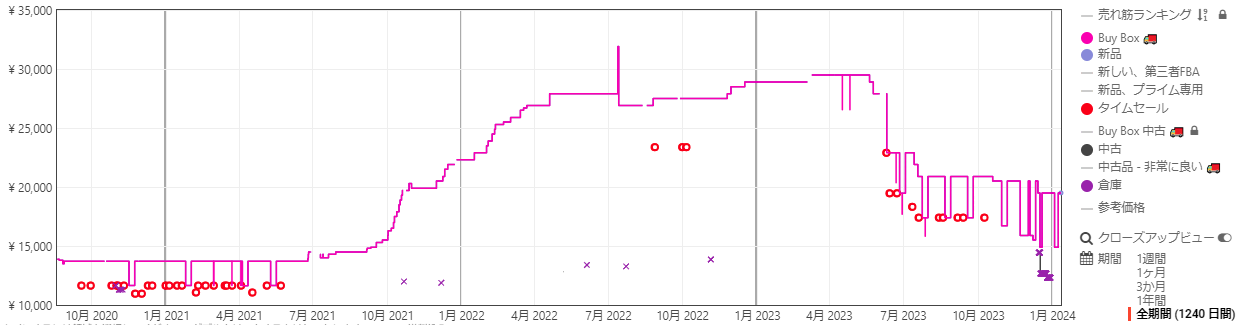 ¥ 35,000
¥ 30,000
¥ 25,000
¥ 20,000
¥ 15,000
¥ 10,000
10月 2020
1月 2021
4月 2021
7月 2021
10月 2021
1月 2022
4月 2022
7月 2022
10月 2022
1月 2023
4月 2023
7月 2023
10月 2023
1月 2024
売れ筋ランキング
Buy Box
新品
新しい、第三者FBA
新品、プライム専用
タイムセール
Buy Box 中古
中古
中古品 - 非常に良い
倉庫
参考価格
クローズアップビュー
期間
1週間
1ヶ月
3か月
1年間
全期間 (1240 日間)